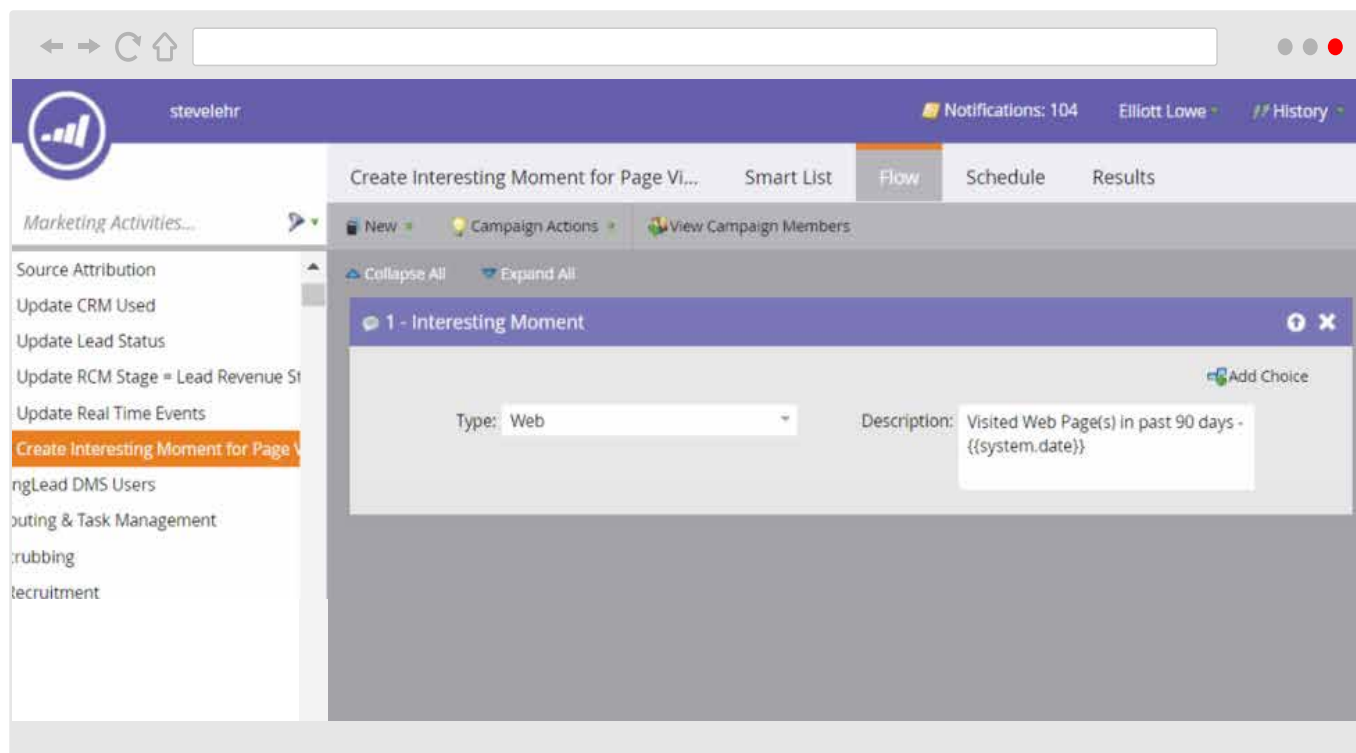 stevelehr
Notifications: 104
Elliott Lowe
History
Create Interesting Moment for Page Vi...
Smart List
Flow
Schedule
Results
Marketing Activities...
New
Campaign Actions
View Campaign Members
Collapse All
Expand All
Source Attribution
Update CRM Used
Update Lead Status
Update RCM Stage = Lead Revenue St
Update Real Time Events
Create Interesting Moment for Page V
ngLead DMS Users
outing & Task Management
rubbing
Recruitment
1 - Interesting Moment
Add Choice
Type: Web
Description: Visited Web Page(s) in past 90 days -
{{system.date}}